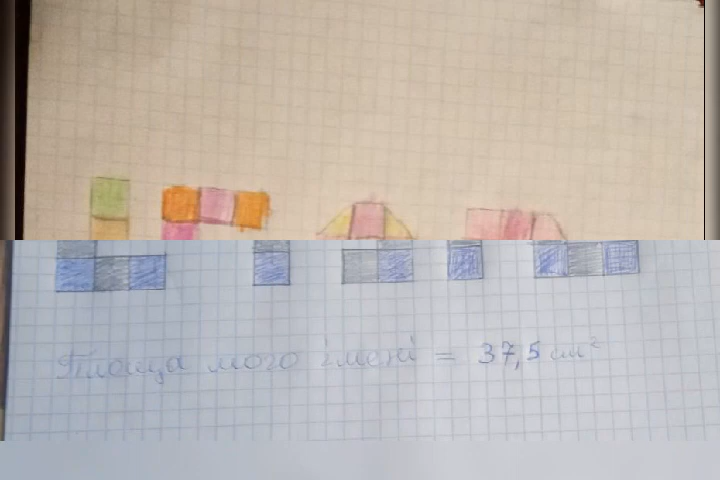 Площа мого імені = 37,5 см²